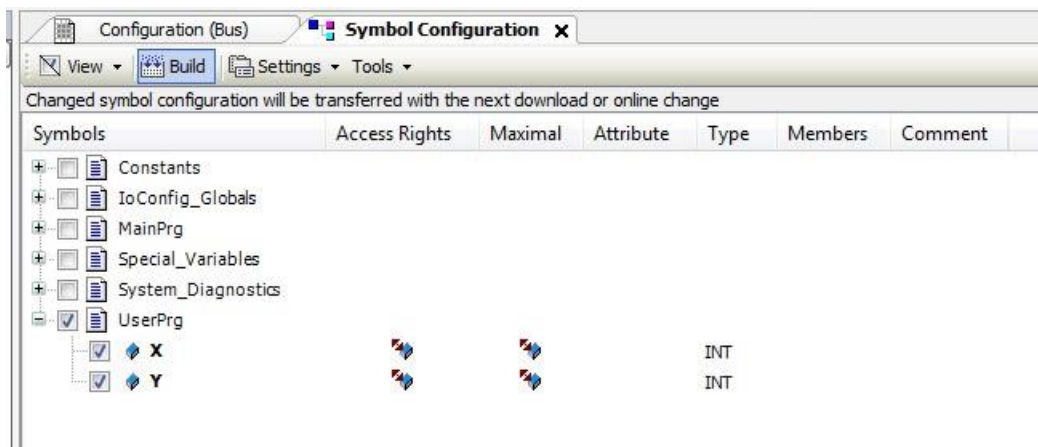 Configuration (Bus) Symbol Configuration X
View Build Settings Tools
Changed symbol configuration will be transferred with the next download or online change
Symbols Access Rights Maximal Attribute Type Members Comment
Constants
IoConfig_Globals
MainPrg
Special_Variables
System_Diagnostics
UserPrg
X INT
Y INT